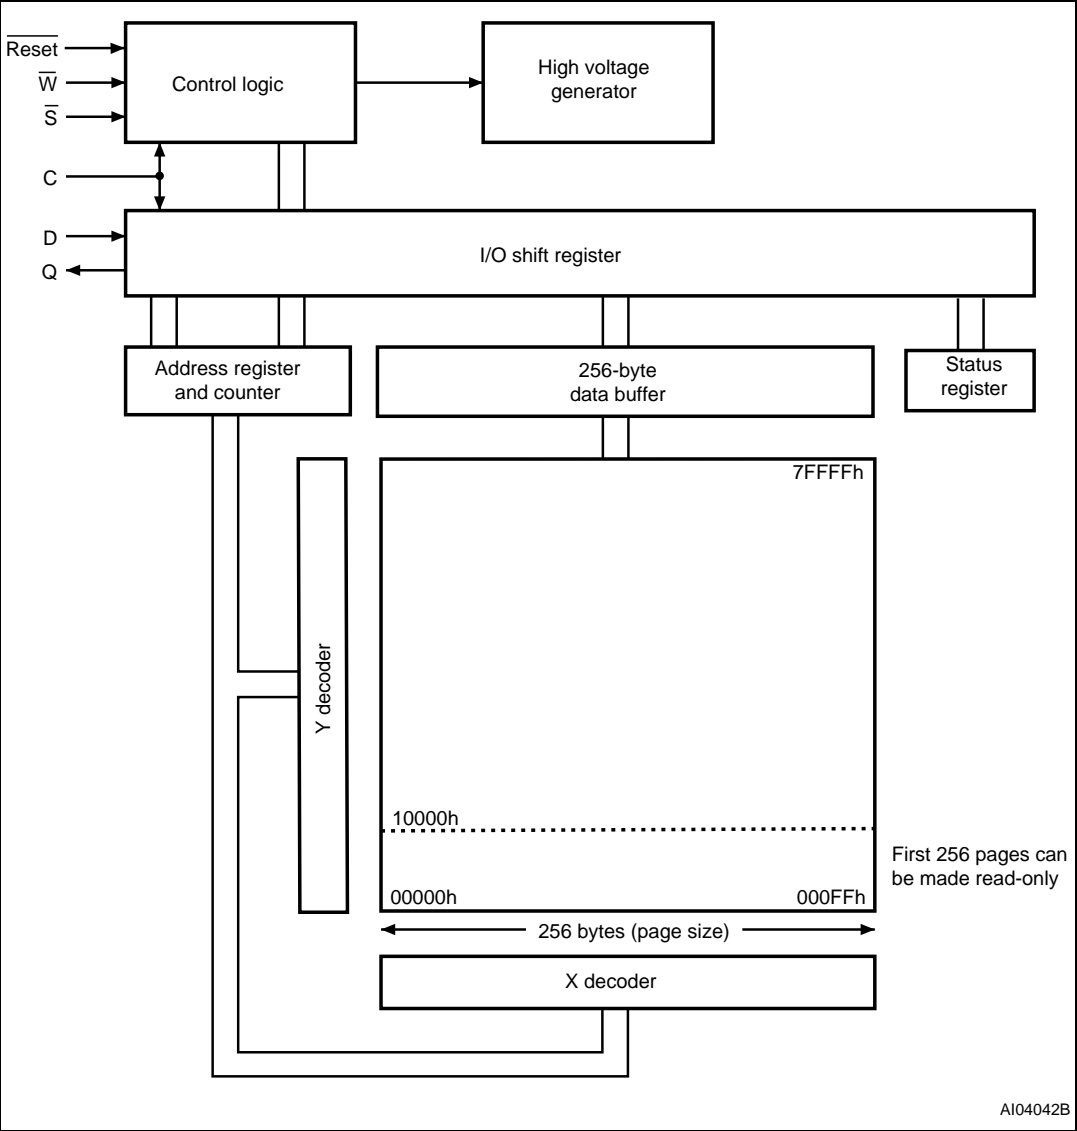 Reset
W
S
C
D
Q
Control logic
High voltage
generator
I/O shift register
Address register
and counter
256-byte
data buffer
Status
register
Y decoder
7FFFFh
10000h
00000h
000FFh
First 256 pages can
be made read-only
256 bytes (page size)
X decoder
AI04042B